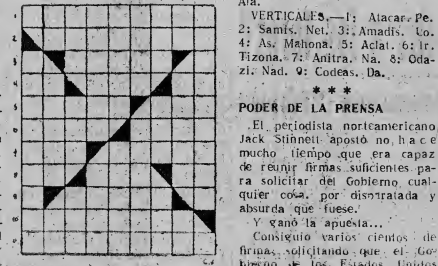 Ala.
VERTICALES.—1: Atacar. Pe.
2: Samis. Net. 3: Amadis. Lo.
4: As. Mahona. 5: Aclat. 6: Ir.
Tizona. 7: Anitra. Na. 8: Oda-
zi. Nad. 9: Codeas. Da.
* * *
PODER DE LA PRENSA
El periodista norteamericano
Jack Stinnett apostó no hace
mucho tiempo que era capaz
de reunir firmas suficientes pa-
ra solicitar del Gobierno cual-
quier cosa, por disparatada y
absurda que fuese.
Y ganó la apuesta...
Consiguió varios cientos de
firmas solicitando que el Go-
bierno de los Estados Unidos